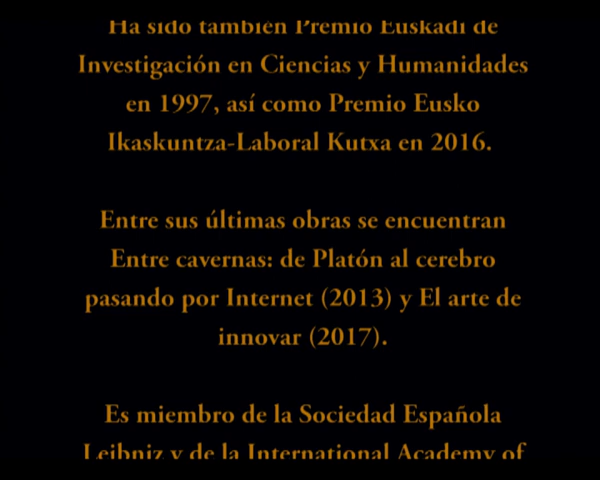 Ha sido también Premio Euskadi de
Investigación en Ciencias y Humanidades
en 1997, así como Premio Eusko
Ikaskuntza-Laboral Kutxa en 2016.
Entre sus últimas obras se encuentran
Entre cavernas: de Platón al cerebro
pasando por Internet (2013) y El arte de
innovar (2017).
Es miembro de la Sociedad Española
Leibniz y de la International Academy of